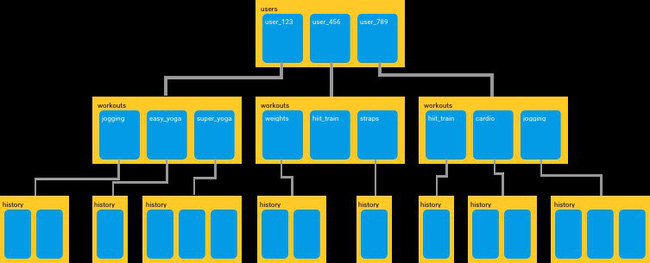 users
user_123 user_456 user_789
workouts workouts workouts
jogging easy_yoga super_yoga weights hiit_train straps hiit_train cardio jogging
history history history history history history history history